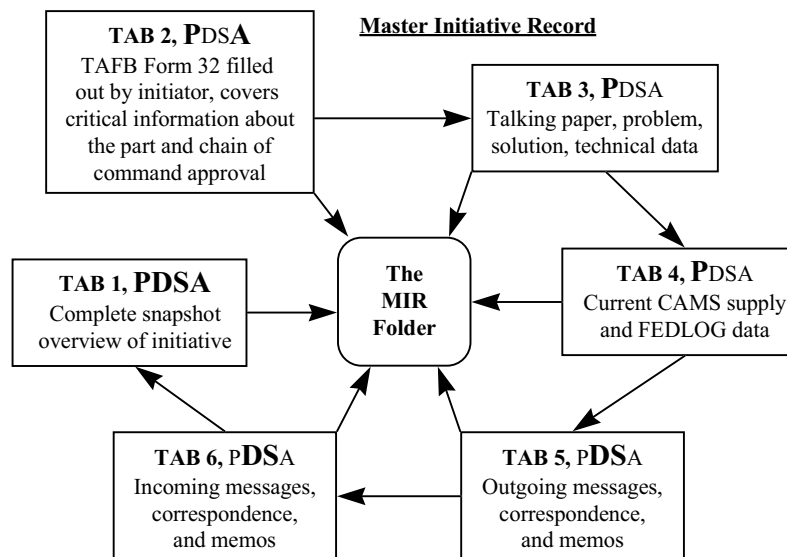 Master Initiative Record
TAB 2, PDSA
TAFB Form 32 filled
out by initiator, covers
critical information about
the part and chain of
command approval
TAB 3, PDSA
Talking paper, problem,
solution, technical data
The
MIR
Folder
TAB 1, PDSA
Complete snapshot
overview of initiative
TAB 4, PDSA
Current CAMS supply
and FEDLOG data
TAB 6, PDSA
Incoming messages,
correspondence,
and memos
TAB 5, PDSA
Outgoing messages,
correspondence,
and memos